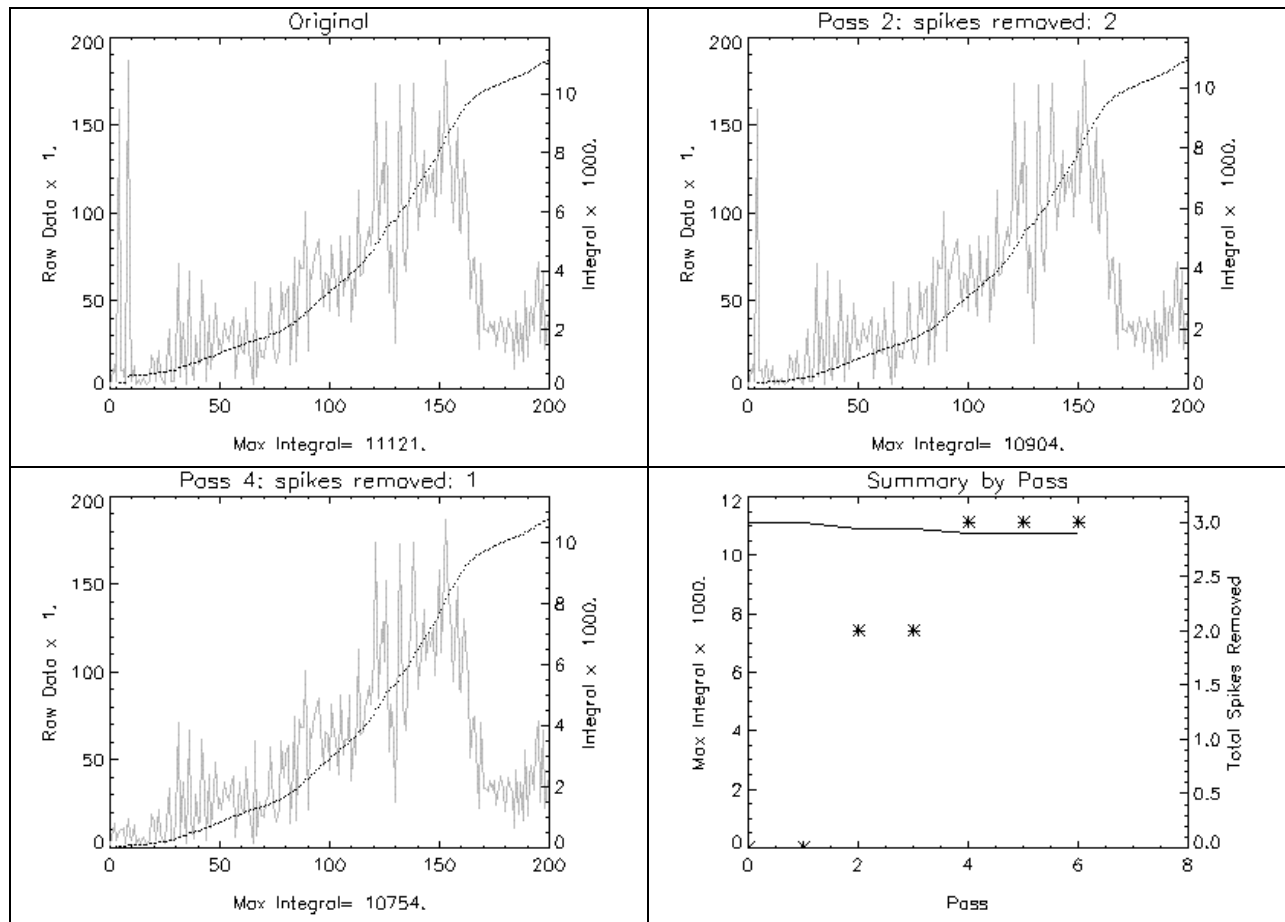 Original
200
150
100
50
0
10
8
6
4
2
0
Raw Data × 1.
Integral × 1000.
0 50 100 150 200
Max Integral= 11121.
Pass 2: spikes removed: 2
200
150
100
50
0
10
8
6
4
2
0
Raw Data × 1.
Integral × 1000.
0 50 100 150 200
Max Integral= 10904.
Pass 4: spikes removed: 1
200
150
100
50
0
10
8
6
4
2
0
Raw Data × 1.
Integral × 1000.
0 50 100 150 200
Max Integral= 10754.
Summary by Pass
12
10
8
6
4
2
0
3.0
2.5
2.0
1.5
1.0
0.5
0.0
Max Integral × 1000.
Total Spikes Removed
0 2 4 6 8
Pass